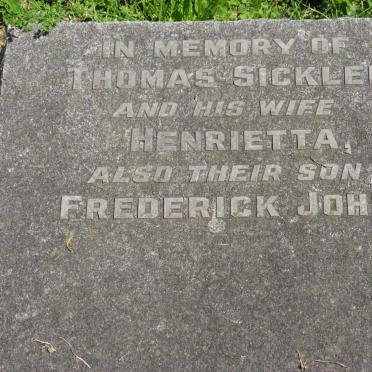 IN MEMORY OF
THOMAS SICKLE
AND HIS WIFE
HENRIETTA,
ALSO THEIR SON
FREDERICK JOH